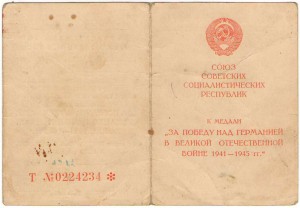 Т №0224234 *
СОЮЗ
СОВЕТСКИХ
СОЦИАЛИСТИЧЕСКИХ
РЕСПУБЛИК
К МЕДАЛИ
„ЗА ПОБЕДУ НАД ГЕРМАНИЕЙ
В ВЕЛИКОЙ ОТЕЧЕСТВЕННОЙ
ВОЙНЕ 1941—1945 гг.“